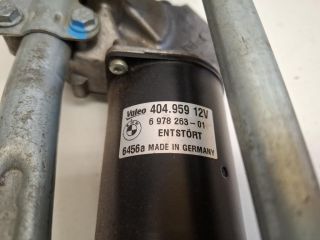 Valeo 404.959 12V
6 978 263-01
ENTSTÖRT
6456a MADE IN GERMANY